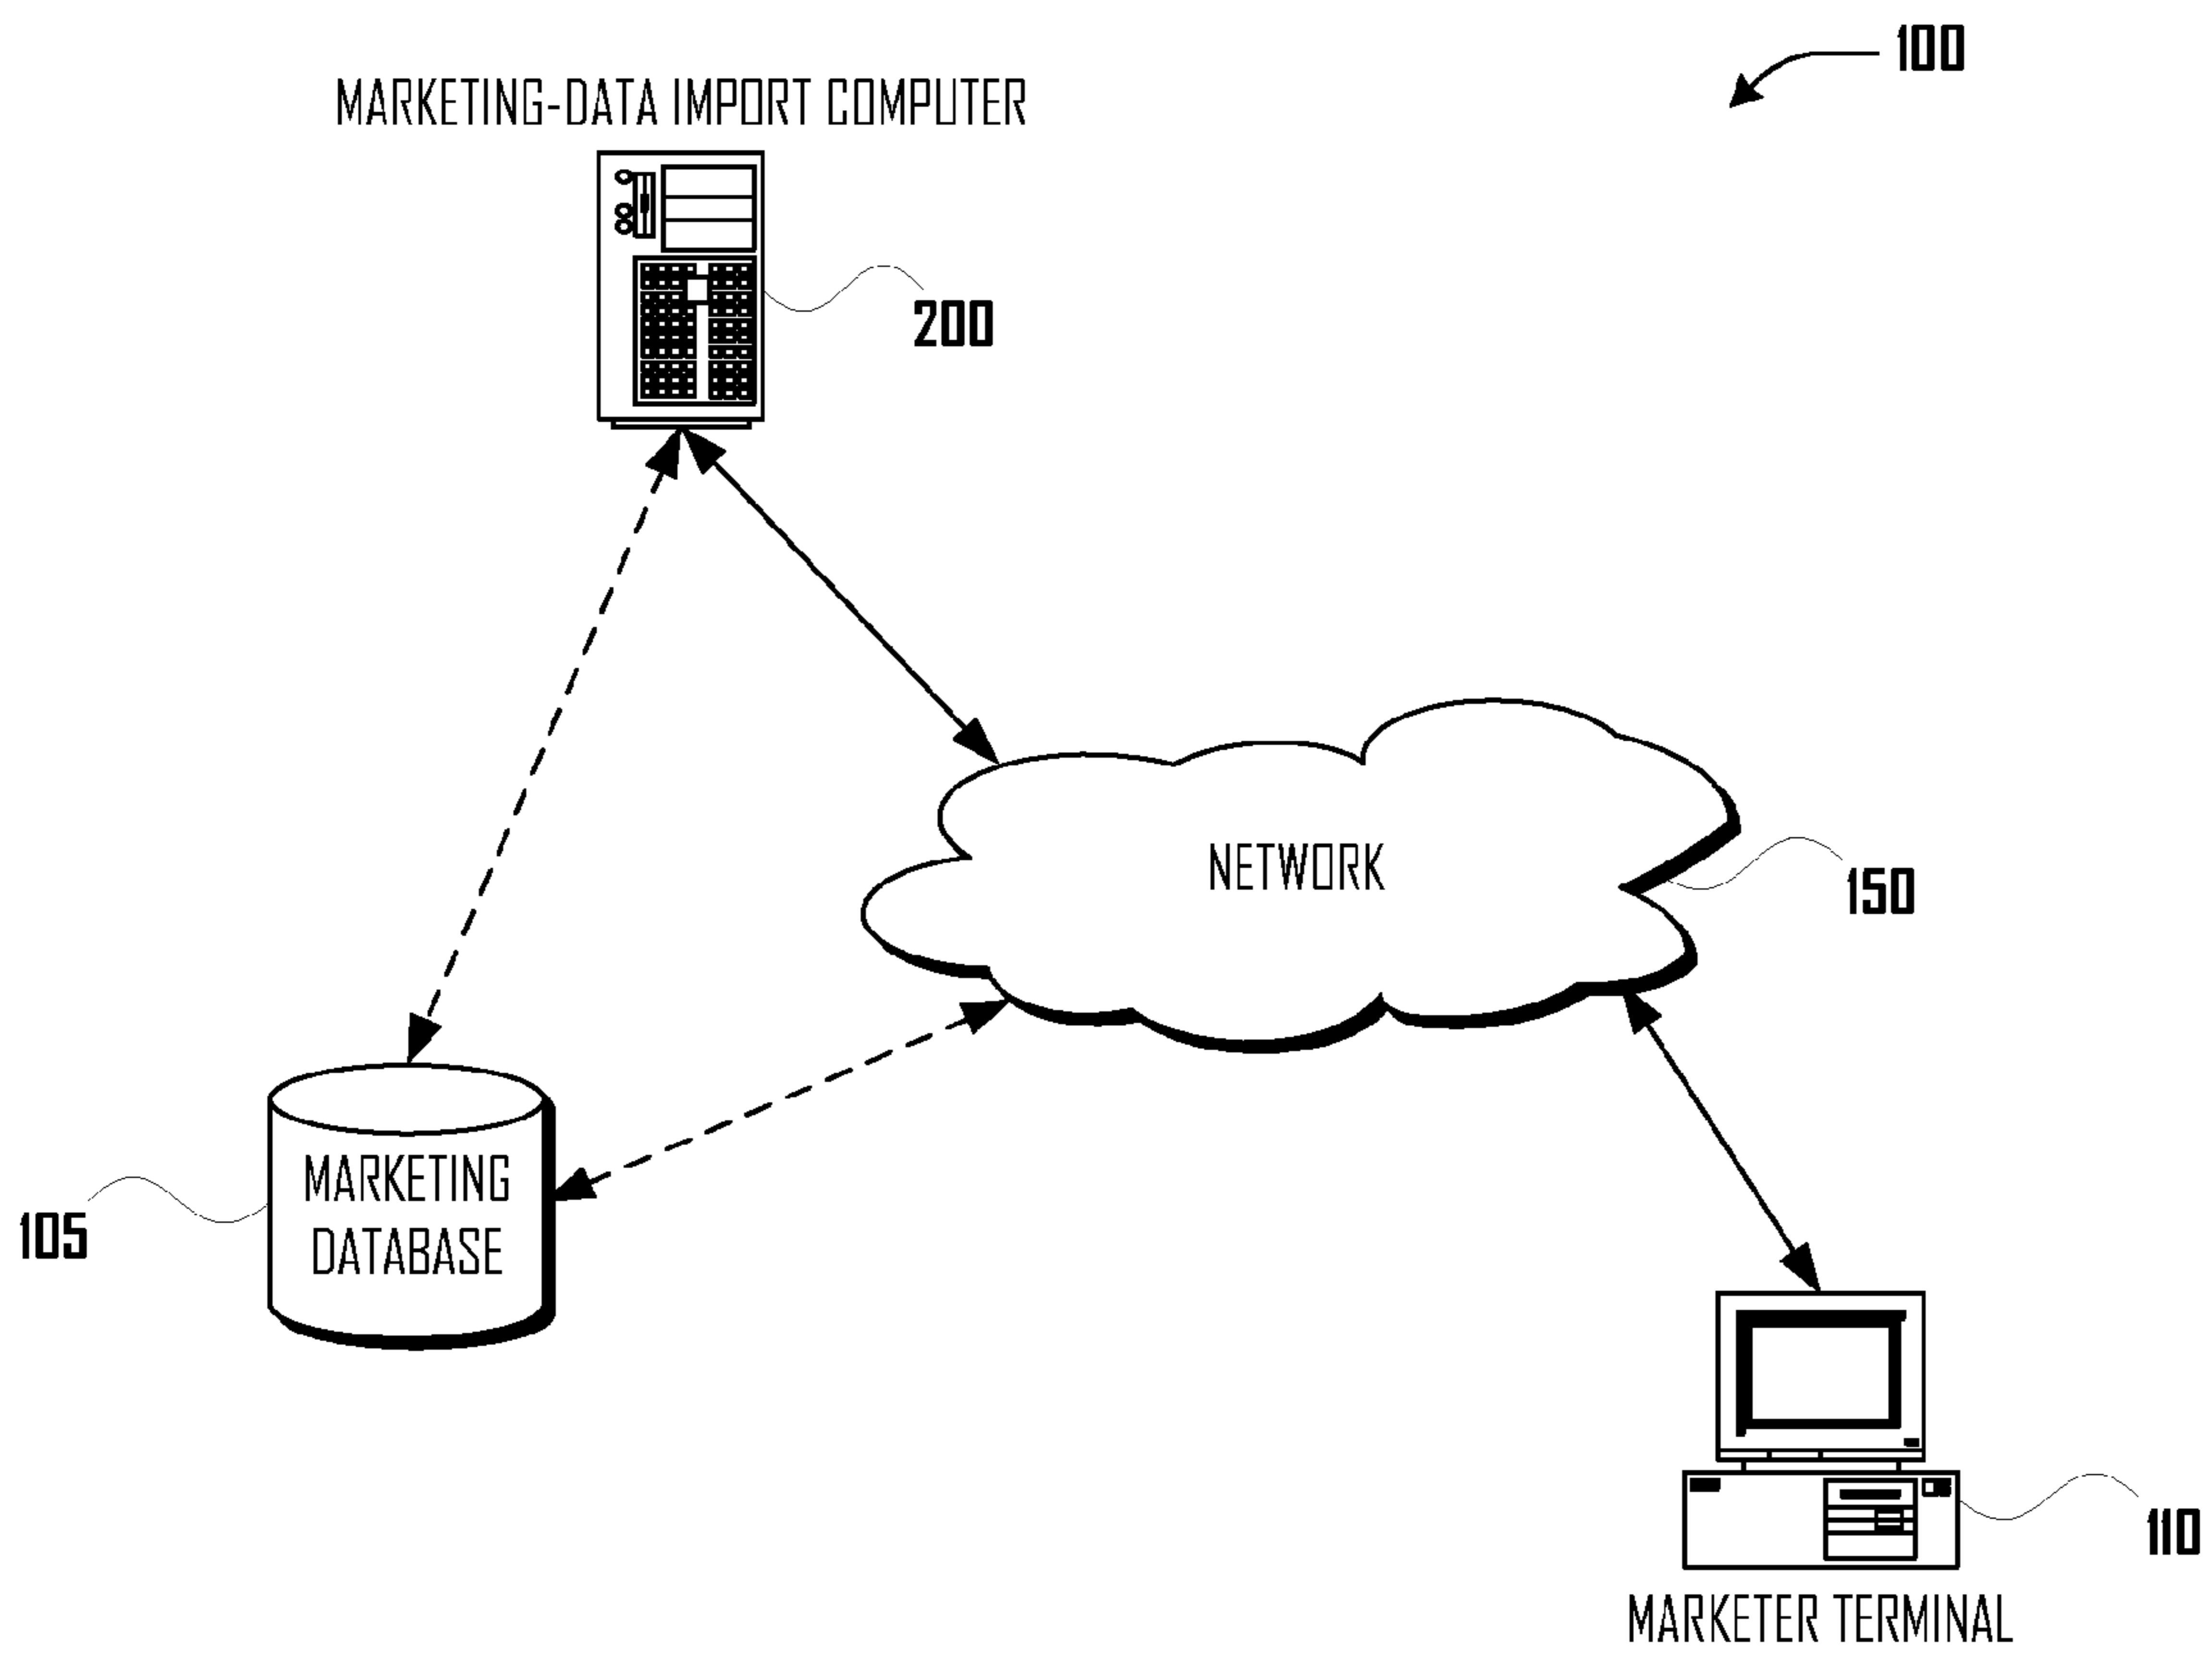 100
MARKETING-DATA IMPORT COMPUTER
200
NETWORK
150
MARKETING
DATABASE
105
110
MARKETER TERMINAL